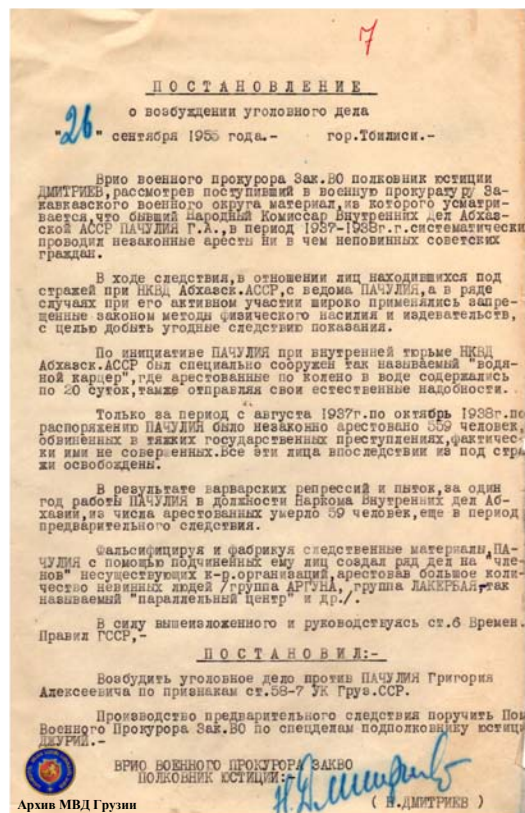 7
ПОСТАНОВЛЕНИЕ
о возбуждении уголовного дела
"26" сентября 1955 года.- гор.Тбилиси.-
Врио военного прокурора Зак.ВО полковник юстиции
ДМИТРИЕВ,рассмотрев поступивший в военную прокуратуру За-
кавказского военного округа материал,из которого усматри-
вается,что бывший Народный Комиссар Внутренних Дел Абхаз-
ской АССР ПАЧУЛИЯ Г.А.,в период 1937-1938г.г.систематически
проводил незаконные аресты ни в чем неповинных советских
граждан.
В ходе следствия,в отношении лиц находившихся под
стражей при НКВД Абхазск.АССР,с ведома ПАЧУЛИЯ,а в ряде
случаях при его активном участии широко применялись запре-
щенные законом методы физического насилия и издевательств,
с целью добыть угодные следствию показания.
По инициативе ПАЧУЛИЯ при внутренней тюрьме НКВД
Абхазск.АССР был специально сооружен так называемый "водя-
ной карцер",где арестованные по колено в воде содержались
по 20 суток,тамже отправляя свои естественные надобности.
Только за период с августа 1937г.по октябрь 1938г.по
распоряжению ПАЧУЛИЯ было незаконно арестовано 559 человек,
обвиненных в тяжких государственных преступлениях,фактичес-
ки ими не совершенных.Все эти лица впоследствии из под стра
жи освобождены.
В результате варварских репрессий и пыток,за один
год работы ПАЧУЛИЯ в должности Наркома Внутренних дел Аб-
хазии,из числа арестованных умерло 59 человек,еще в период
предварительного следствия.
Фальсифицируя и фабрикуя следственные материалы,ПА-
ЧУЛИЯ с помощью подчиненных ему лиц создал ряд дел на "чле-
нов" несуществующих к-р.организаций,арестовав большое коли-
чество невинных людей /группа АРГУНА, группа ЛАКЕРБАЯ,так
называемый "параллельный центр" и др./.
В силу вышеизложенного и руководствуясь ст.6 Времен.
Правил ГССР,-
ПОСТАНОВИЛ:-
Возбудить уголовное дело против ПАЧУЛИЯ Григория
Алексеевича по признакам ст.58-7 УК Груз.ССР.
Производство предварительного следствия поручить Пом
Военного Прокурора Зак.ВО по спецделам подполковнику юстици
ДЖУРИЙ.-
ВРИО ВОЕННОГО ПРОКУРОРА ЗАКВО
ПОЛКОВНИК ЮСТИЦИИ:-
Н.Дмитриев
( Н.ДМИТРИЕВ )
Архив МВД Грузии